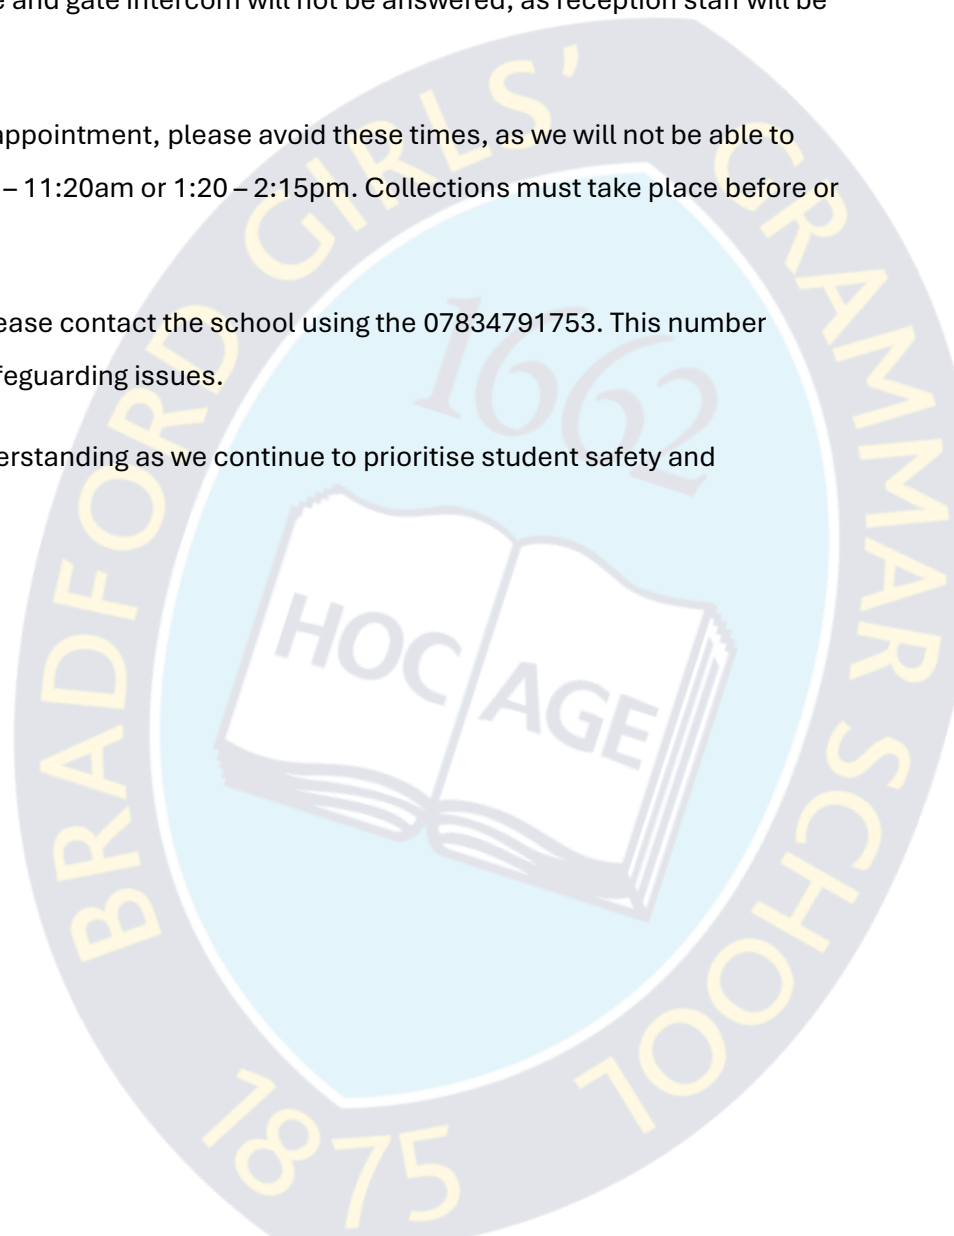 and gate intercom will not be answered, as reception staff will be
appointment, please avoid these times, as we will not be able to
– 11:20am or 1:20 – 2:15pm. Collections must take place before or
ease contact the school using the 07834791753. This number
feguarding issues.
erstanding as we continue to prioritise student safety and
BRADFORD GIRLS' GRAMMAR SCHOOL
1662
HOC AGE
1875